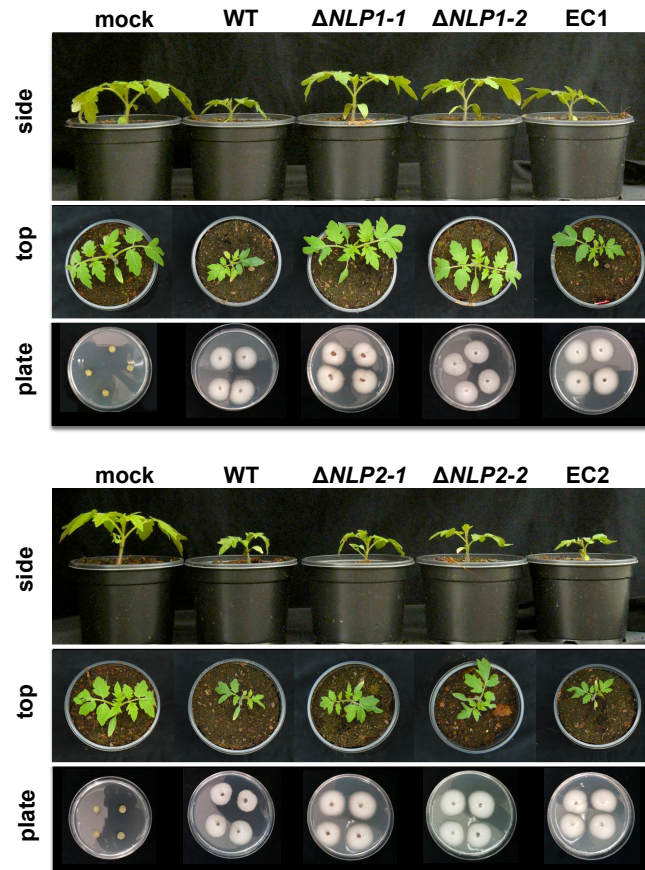 mock WT ΔNLP1-1 ΔNLP1-2 EC1
side
top
plate
mock WT ΔNLP2-1 ΔNLP2-2 EC2
side
top
plate